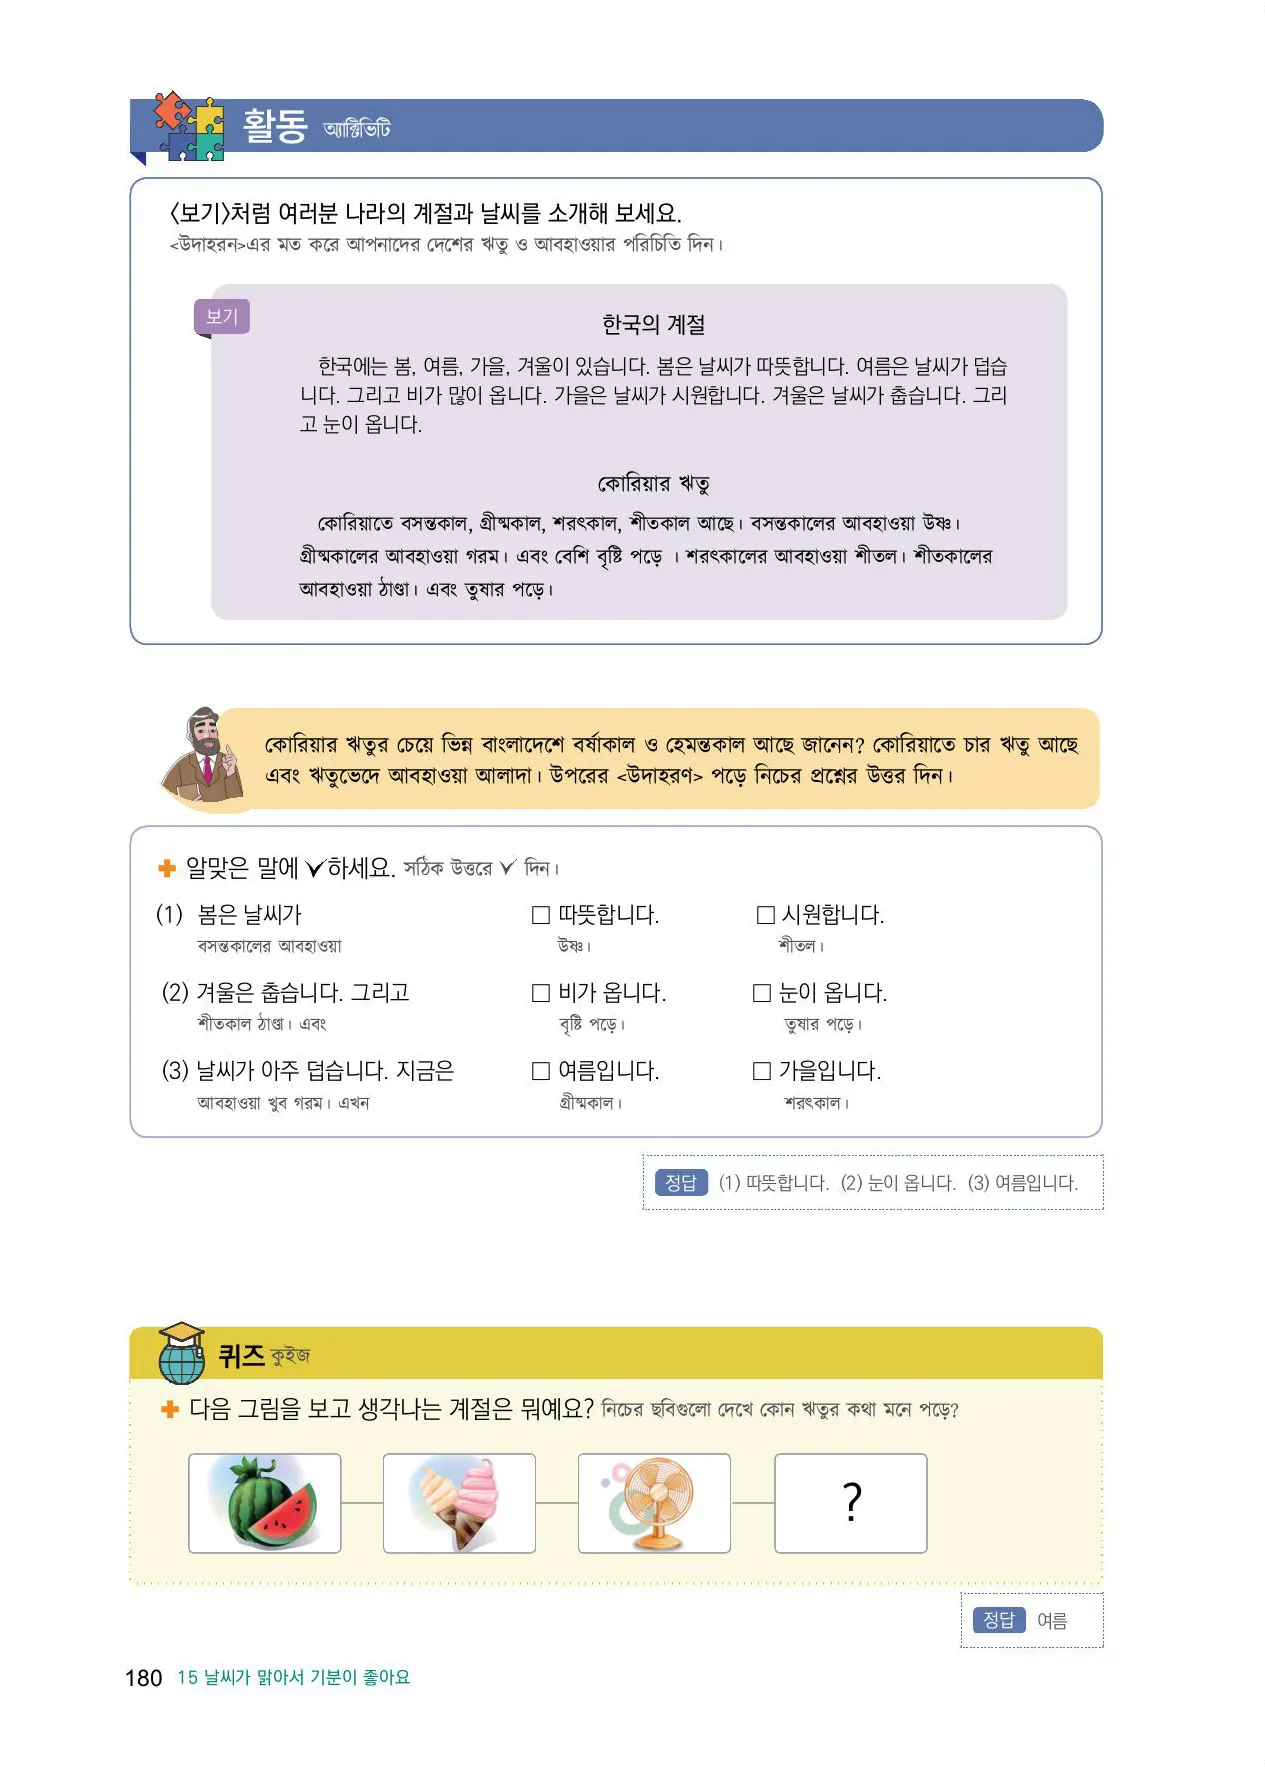 활동 অ্যাক্টিভিটি
<보기>처럼 여러분 나라의 계절과 날씨를 소개해 보세요.
<উদাহরন>এর মত করে আপনাদের দেশের ঋতু ও আবহাওয়ার পরিচিতি দিন।
보기
한국의 계절
한국에는 봄, 여름, 가을, 겨울이 있습니다. 봄은 날씨가 따뜻합니다. 여름은 날씨가 덥습
니다. 그리고 비가 많이 옵니다. 가을은 날씨가 시원합니다. 겨울은 날씨가 춥습니다. 그리
고 눈이 옵니다.
কোরিয়ার ঋতু
কোরিয়াতে বসন্তকাল, গ্রীষ্মকাল, শরৎকাল, শীতকাল আছে। বসন্তকালের আবহাওয়া উষ্ণ।
গ্রীষ্মকালের আবহাওয়া গরম। এবং বেশি বৃষ্টি পড়ে । শরৎকালের আবহাওয়া শীতল। শীতকালের
আবহাওয়া ঠাণ্ডা। এবং তুষার পড়ে।
কোরিয়ার ঋতুর চেয়ে ভিন্ন বাংলাদেশে বর্ষাকাল ও হেমন্তকাল আছে জানেন? কোরিয়াতে চার ঋতু আছে
এবং ঋতুভেদে আবহাওয়া আলাদা। উপরের <উদাহরণ> পড়ে নিচের প্রশ্নের উত্তর দিন।
알맞은 말에 ✓하세요. সঠিক উত্তরে ✓ দিন।
(1) 봄은 날씨가 □ 따뜻합니다. □ 시원합니다.
বসন্তকালের আবহাওয়া উষ্ণ। শীতল।
(2) 겨울은 춥습니다. 그리고 □ 비가 옵니다. □ 눈이 옵니다.
শীতকাল ঠাণ্ডা। এবং বৃষ্টি পড়ে। তুষার পড়ে।
(3) 날씨가 아주 덥습니다. 지금은 □ 여름입니다. □ 가을입니다.
আবহাওয়া খুব গরম। এখন গ্রীষ্মকাল। শরৎকাল।
정답 (1) 따뜻합니다. (2) 눈이 옵니다. (3) 여름입니다.
퀴즈 কুইজ
다음 그림을 보고 생각나는 계절은 뭐예요? নিচের ছবিগুলো দেখে কোন ঋতুর কথা মনে পড়ে?
?
정답 여름
180 15 날씨가 맑아서 기분이 좋아요